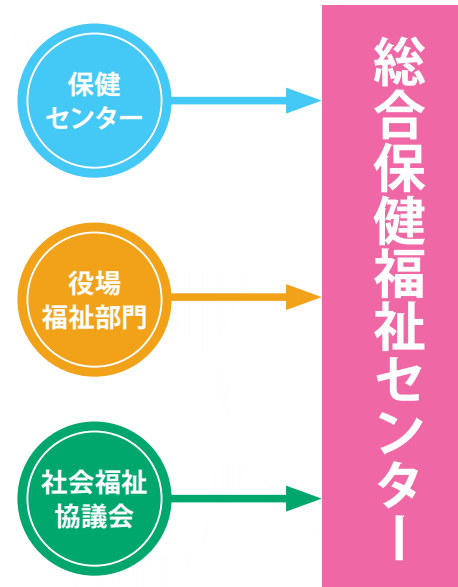 保健
センター
役場
福祉部門
社会福祉
協議会
総合保健福祉センター